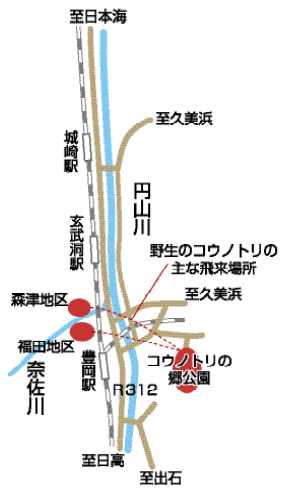 至日本海
至久美浜
城崎駅
円山川
玄武洞駅
野生のコウノトリの
主な飛来場所
至久美浜
森津地区
福田地区
奈佐川
豊岡駅
コウノトリの
郷公園
R312
至日高
至出石